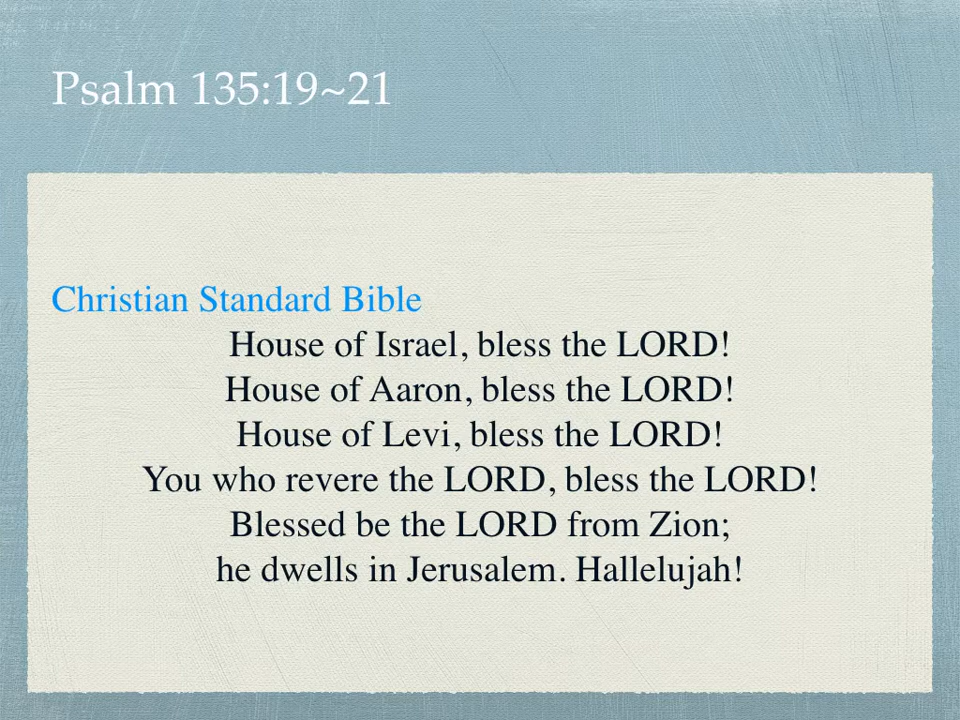 Psalm 135:19~21
Christian Standard Bible
House of Israel, bless the LORD!
House of Aaron, bless the LORD!
House of Levi, bless the LORD!
You who revere the LORD, bless the LORD!
Blessed be the LORD from Zion;
he dwells in Jerusalem. Hallelujah!